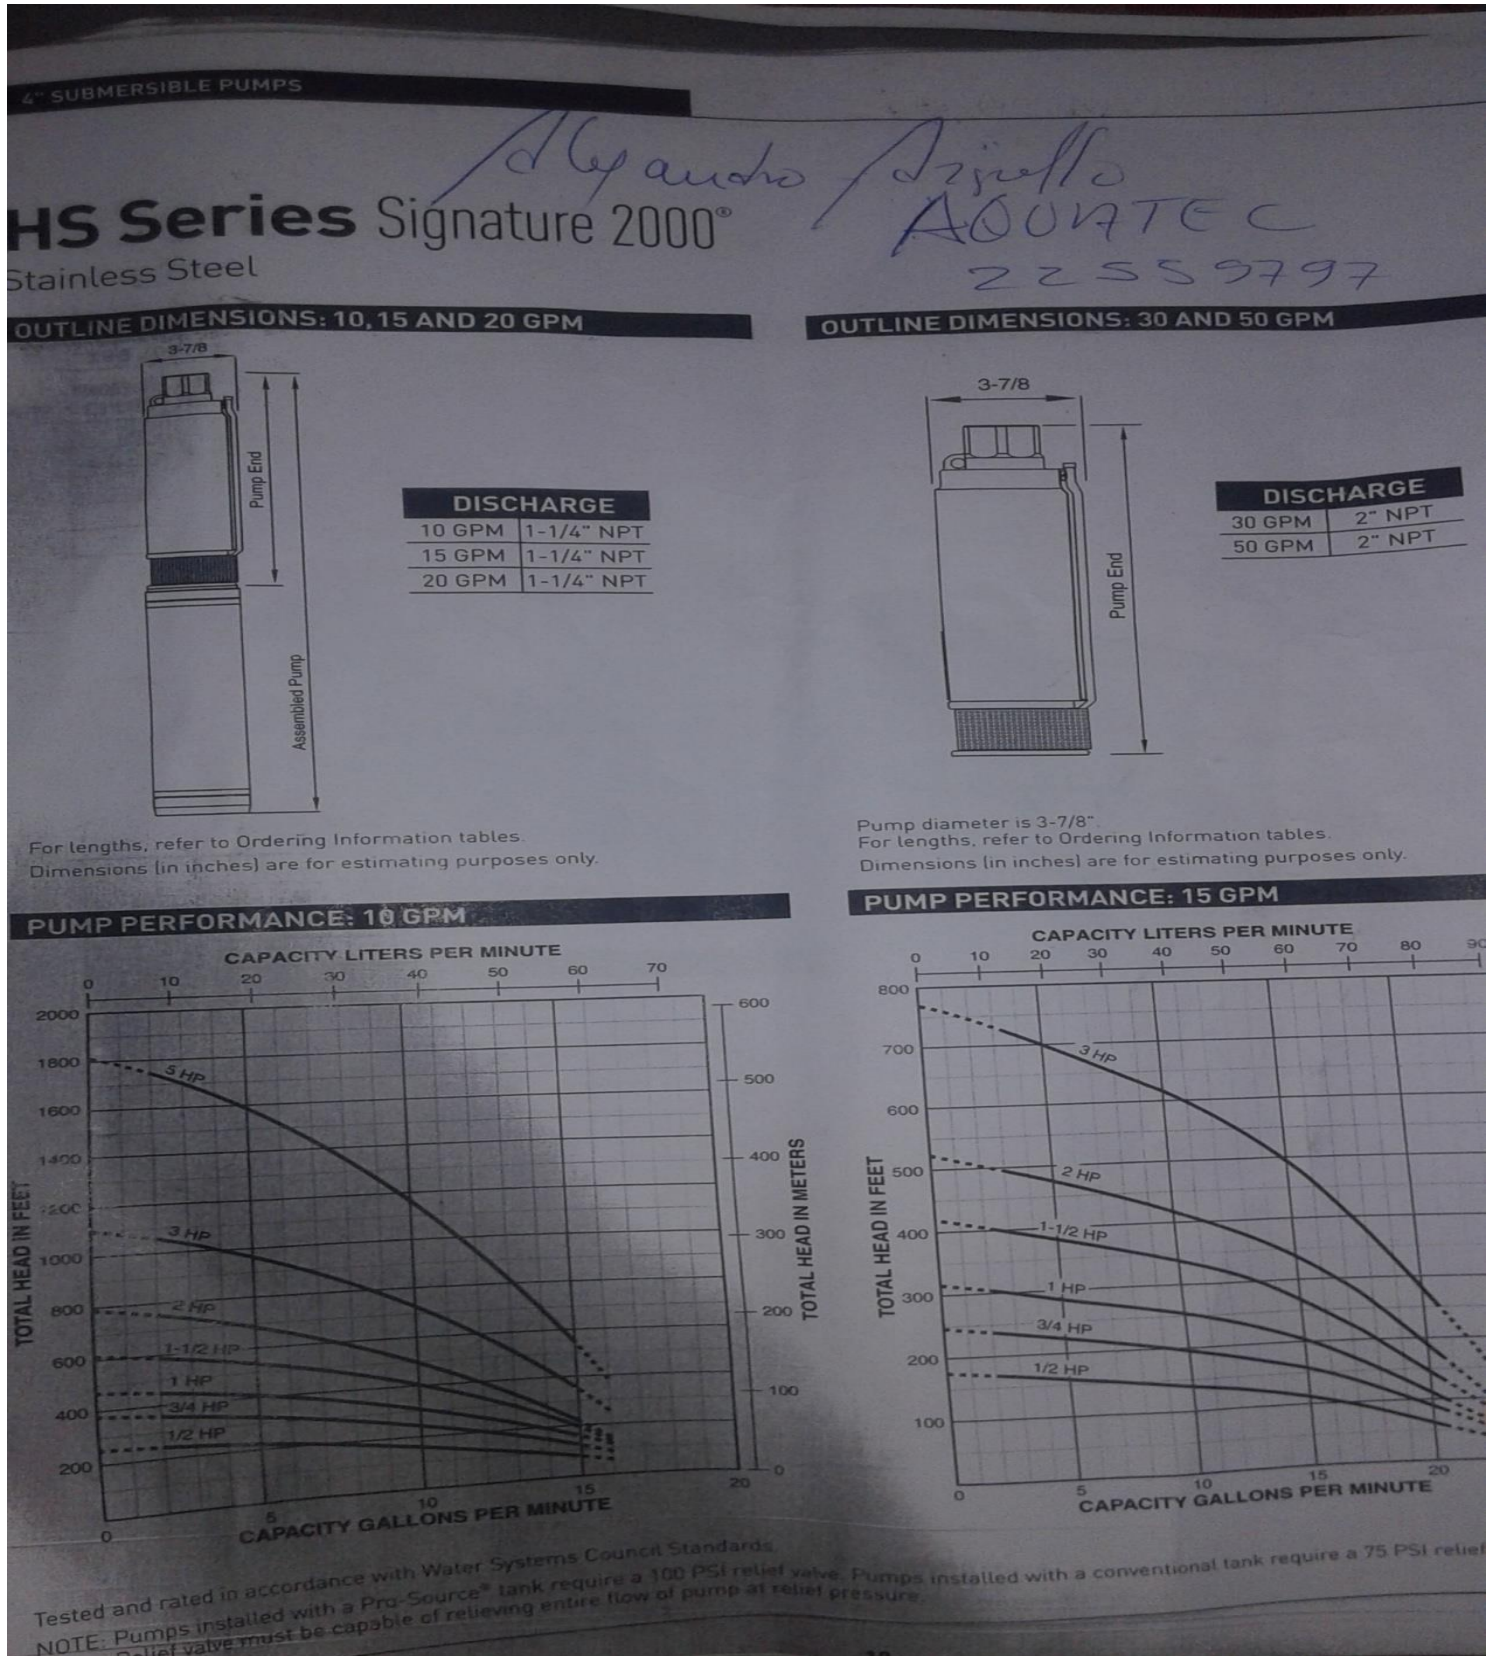 4" SUBMERSIBLE PUMPS
Alejandro Argüello
AQUATEC
22559797
HS Series Signature 2000®
Stainless Steel
OUTLINE DIMENSIONS: 10, 15 AND 20 GPM
3-7/8
Pump End
Assembled Pump
DISCHARGE
10 GPM 1-1/4" NPT
15 GPM 1-1/4" NPT
20 GPM 1-1/4" NPT
For lengths, refer to Ordering Information tables.
Dimensions (in inches) are for estimating purposes only.
OUTLINE DIMENSIONS: 30 AND 50 GPM
3-7/8
Pump End
DISCHARGE
30 GPM 2" NPT
50 GPM 2" NPT
Pump diameter is 3-7/8".
For lengths, refer to Ordering Information tables.
Dimensions (in inches) are for estimating purposes only.
PUMP PERFORMANCE: 10 GPM
CAPACITY LITERS PER MINUTE
0 10 20 30 40 50 60 70
TOTAL HEAD IN FEET
2000
1800
1600
1400
1200
1000
800
600
400
200
5 HP
3 HP
2 HP
1-1/2 HP
1 HP
3/4 HP
1/2 HP
600
500
400
300
200
100
0
TOTAL HEAD IN METERS
0 5 10 15 20
CAPACITY GALLONS PER MINUTE
PUMP PERFORMANCE: 15 GPM
CAPACITY LITERS PER MINUTE
0 10 20 30 40 50 60 70 80 90
TOTAL HEAD IN FEET
800
700
600
500
400
300
200
100
3 HP
2 HP
1-1/2 HP
1 HP
3/4 HP
1/2 HP
0 5 10 15 20
CAPACITY GALLONS PER MINUTE
Tested and rated in accordance with Water Systems Council Standards.
NOTE: Pumps installed with a Pro-Source® tank require a 100 PSI relief valve. Pumps installed with a conventional tank require a 75 PSI relief
Relief valve must be capable of relieving entire flow of pump at relief pressure.